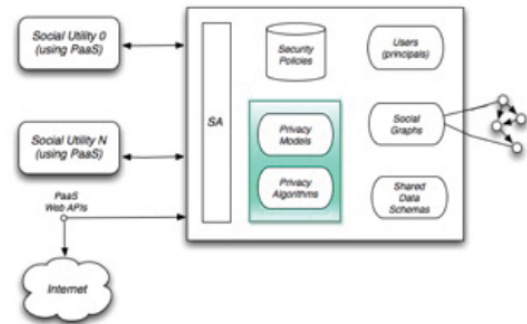 Social Utility 0
(using PaaS)
Social Utility N
(using PaaS)
PaaS
Web APIs
Internet
SA
Security
Policies
Users
(principals)
Privacy
Models
Social
Graphs
Privacy
Algorithms
Shared
Data
Schemas